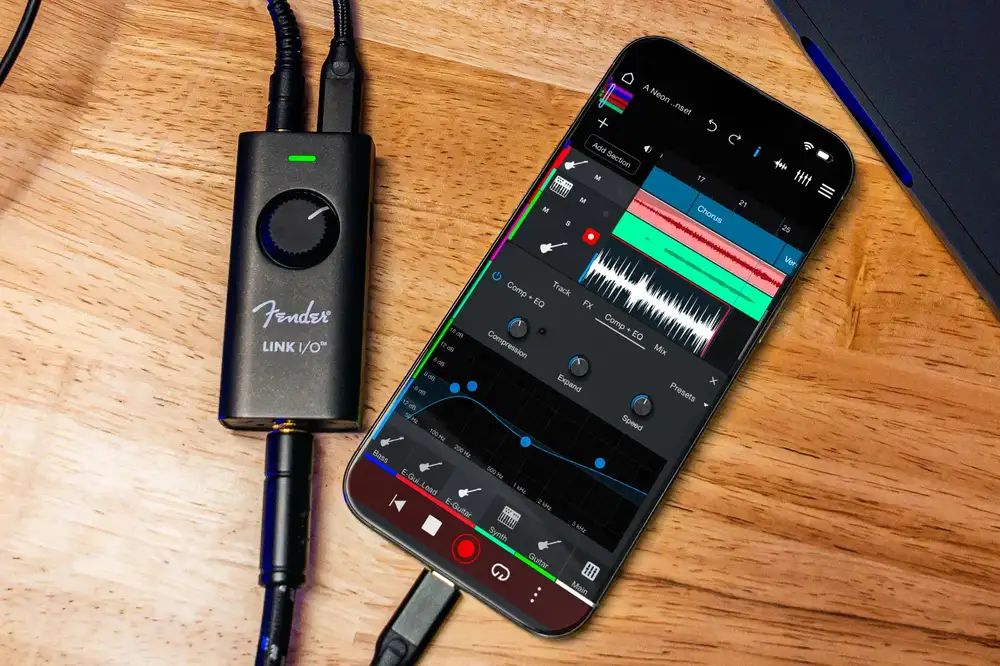 Fender
LINK I/O™
A Neon ..nset
Add Section
17
21
25
Chorus
Ver
M
M
M
S
Comp + EQ
Track
FX
Comp + EQ
Mix
Presets
Compression
Expand
Speed
100 Hz
200 Hz
500 Hz
1 kHz
2 kHz
5 kHz
Bass
E-Gui. Lead
E-Guitar
Synth
Guitar
Main